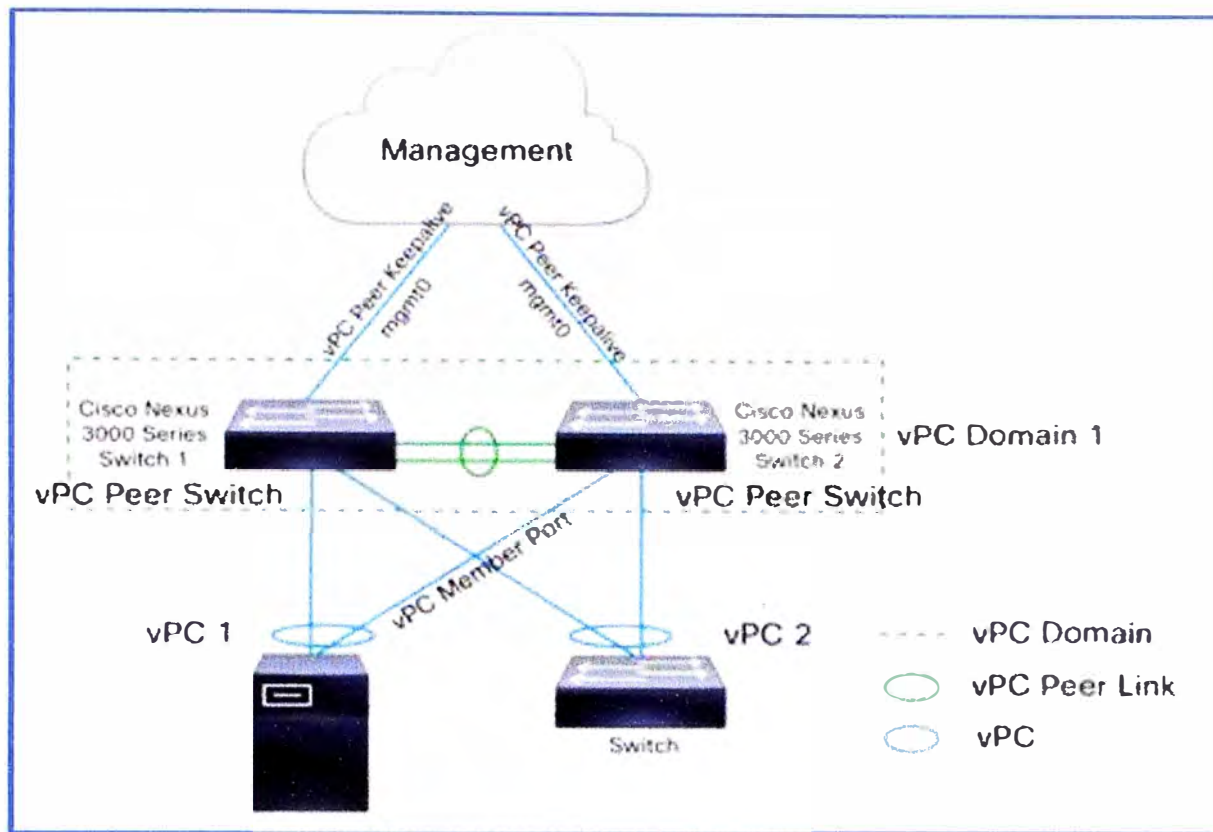 Management
vPC Peer Keepalive
mgmt0
vPC Peer Keepalive
mgmt0
Cisco Nexus
3000 Series
Switch 1
Cisco Nexus
3000 Series
Switch 2
vPC Domain 1
vPC Peer Switch
vPC Peer Switch
vPC Member Port
vPC 1
vPC 2
Switch
vPC Domain
vPC Peer Link
vPC